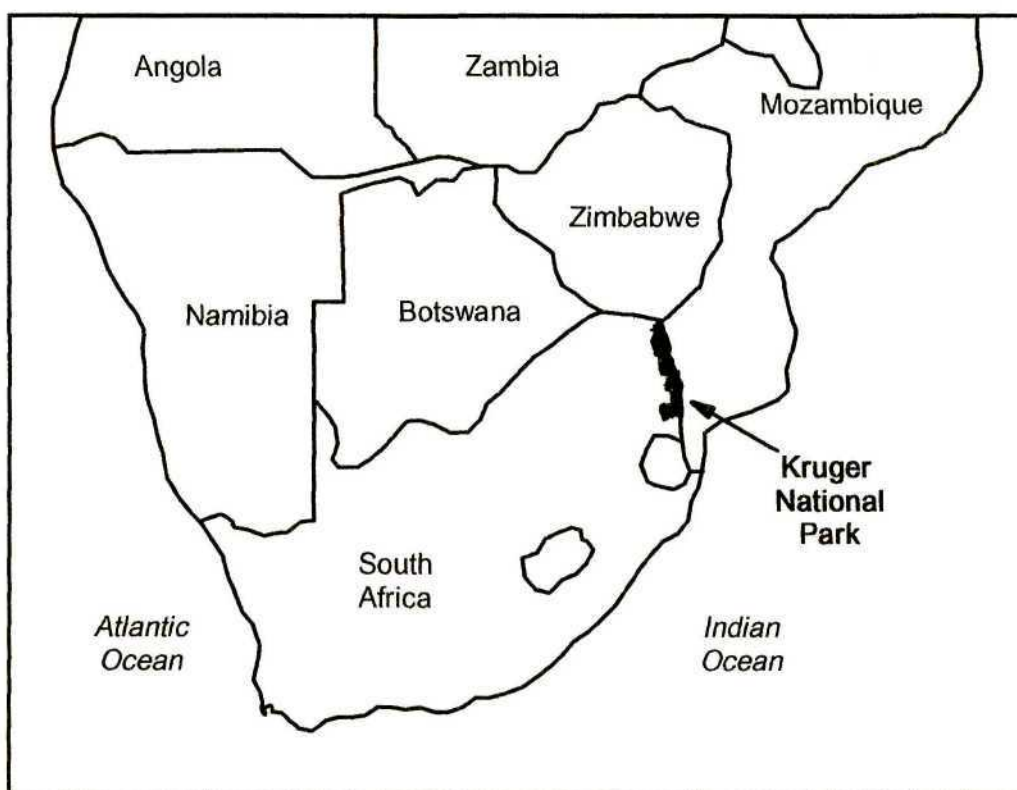 Angola
Zambia
Mozambique
Zimbabwe
Namibia
Botswana
Kruger
National
Park
South
Africa
Atlantic
Ocean
Indian
Ocean